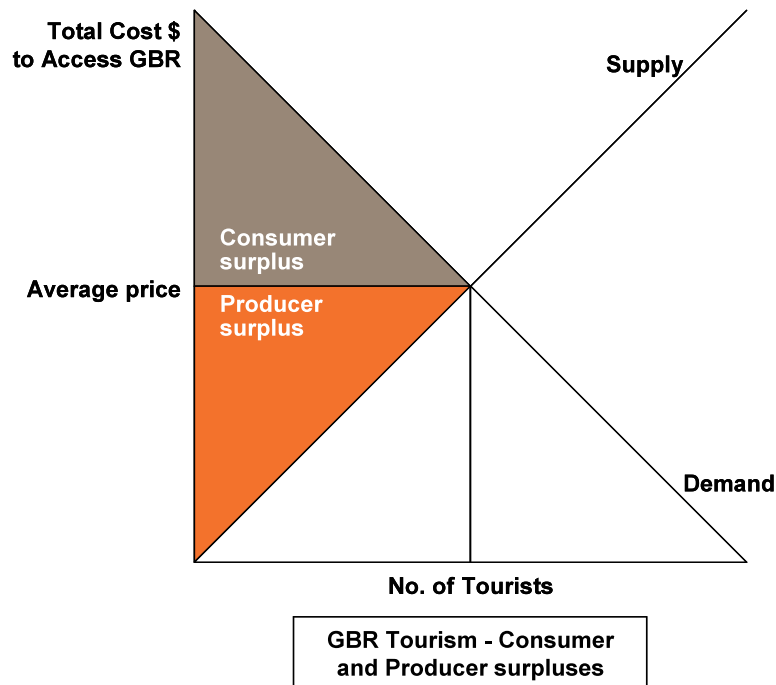 Total Cost $
to Access GBR
Supply
Consumer
surplus
Average price
Producer
surplus
Demand
No. of Tourists
GBR Tourism - Consumer
and Producer surpluses